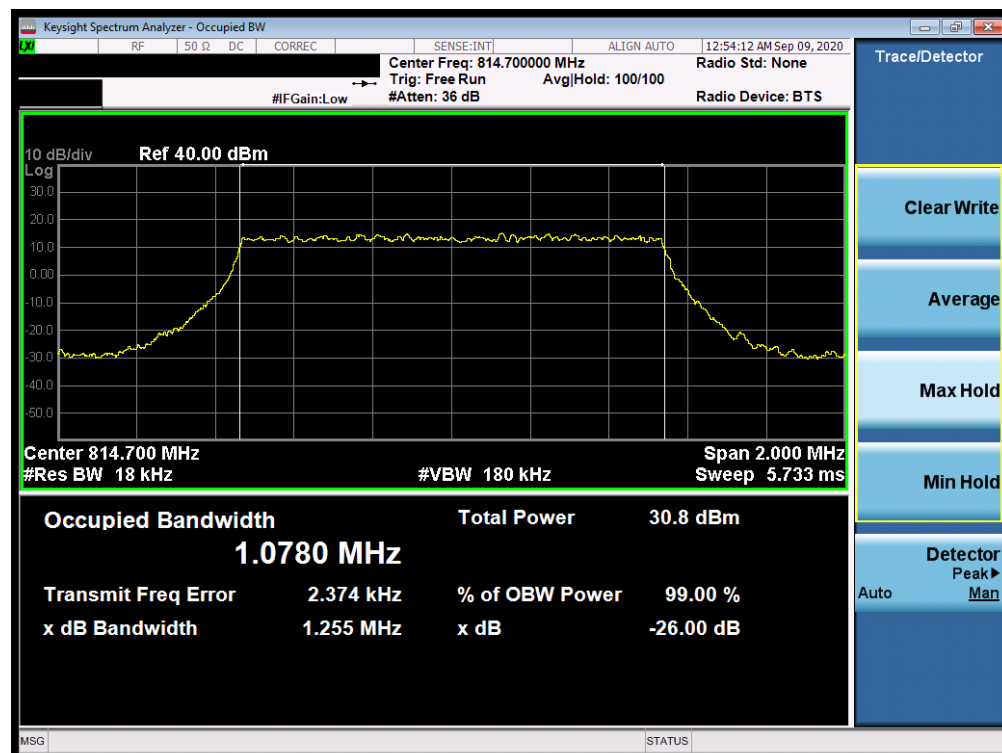 Keysight Spectrum Analyzer - Occupied BW
LXI RF 50 Ω DC CORREC SENSE:INT ALIGN AUTO 12:54:12 AM Sep 09, 2020
Center Freq: 814.700000 MHz Radio Std: None
Trig: Free Run Avg|Hold: 100/100
#IFGain:Low #Atten: 36 dB Radio Device: BTS
10 dB/div Ref 40.00 dBm
Log
30.0
20.0
10.0
0.00
-10.0
-20.0
-30.0
-40.0
-50.0
Center 814.700 MHz Span 2.000 MHz
#Res BW 18 kHz #VBW 180 kHz Sweep 5.733 ms
Occupied Bandwidth Total Power 30.8 dBm
1.0780 MHz
Transmit Freq Error 2.374 kHz % of OBW Power 99.00 %
x dB Bandwidth 1.255 MHz x dB -26.00 dB
MSG STATUS
Trace/Detector
Clear Write
Average
Max Hold
Min Hold
Detector
Peak▶
Auto Man